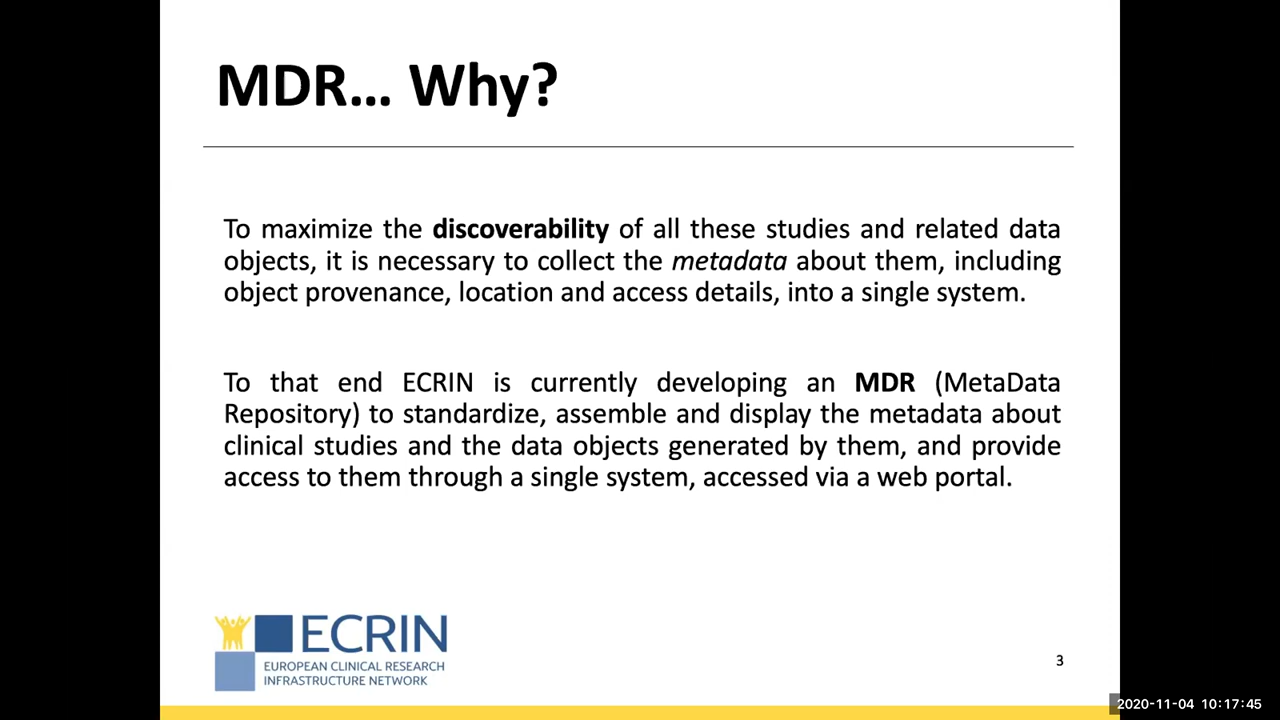 MDR... Why?
To maximize the discoverability of all these studies and related data
objects, it is necessary to collect the metadata about them, including
object provenance, location and access details, into a single system.
To that end ECRIN is currently developing an MDR (MetaData
Repository) to standardize, assemble and display the metadata about
clinical studies and the data objects generated by them, and provide
access to them through a single system, accessed via a web portal.
ECRIN
EUROPEAN CLINICAL RESEARCH
INFRASTRUCTURE NETWORK
3
2020-11-04 10:17:45